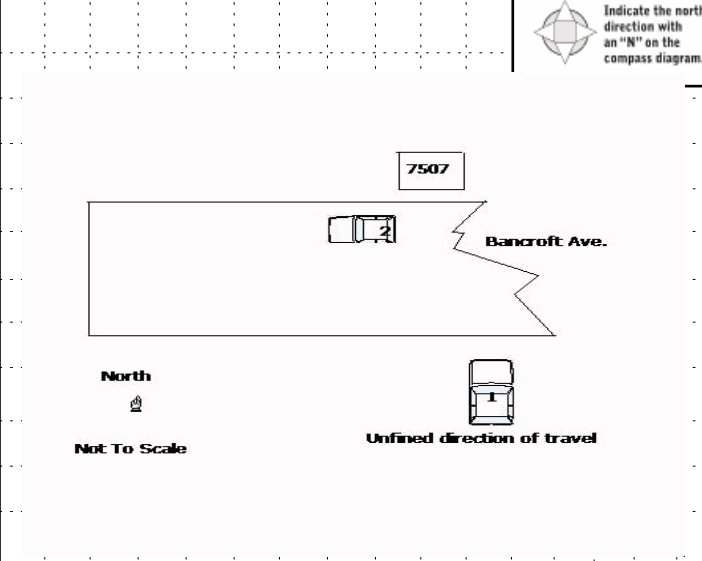 Indicate the north
direction with
an “N” on the
compass diagram.
7507
2
Bancroft Ave.
North
1
Unfined direction of travel
Not To Scale